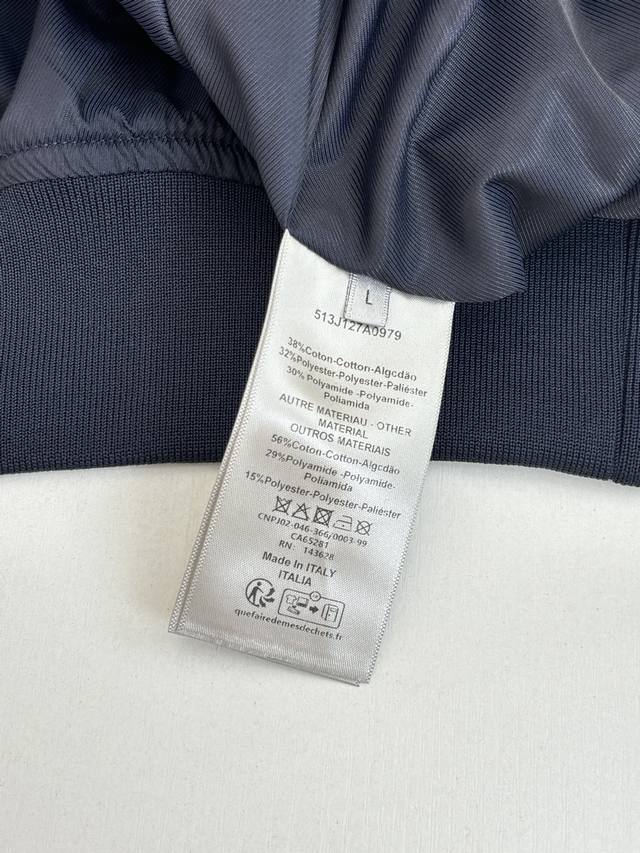 L
513J127A0979
38%Coton-Cotton-Algcdão
32%Polyester-Polyester-Paliéster
30% Polyamide -Polyamide-
Poliamida
AUTRE MATERIAU - OTHER
MATERIAL
OUTROS MATERIAIS
56%Coton-Cotton-Algcdão
29%Polyamide -Polyamide-
Poliamida
15%Polyester-Polyester-Paliéster
CNPJ02-046-366/0003-99
CA65281
RN: 143628
Made In ITALY
ITALIA
quefairedemesdechets.fr